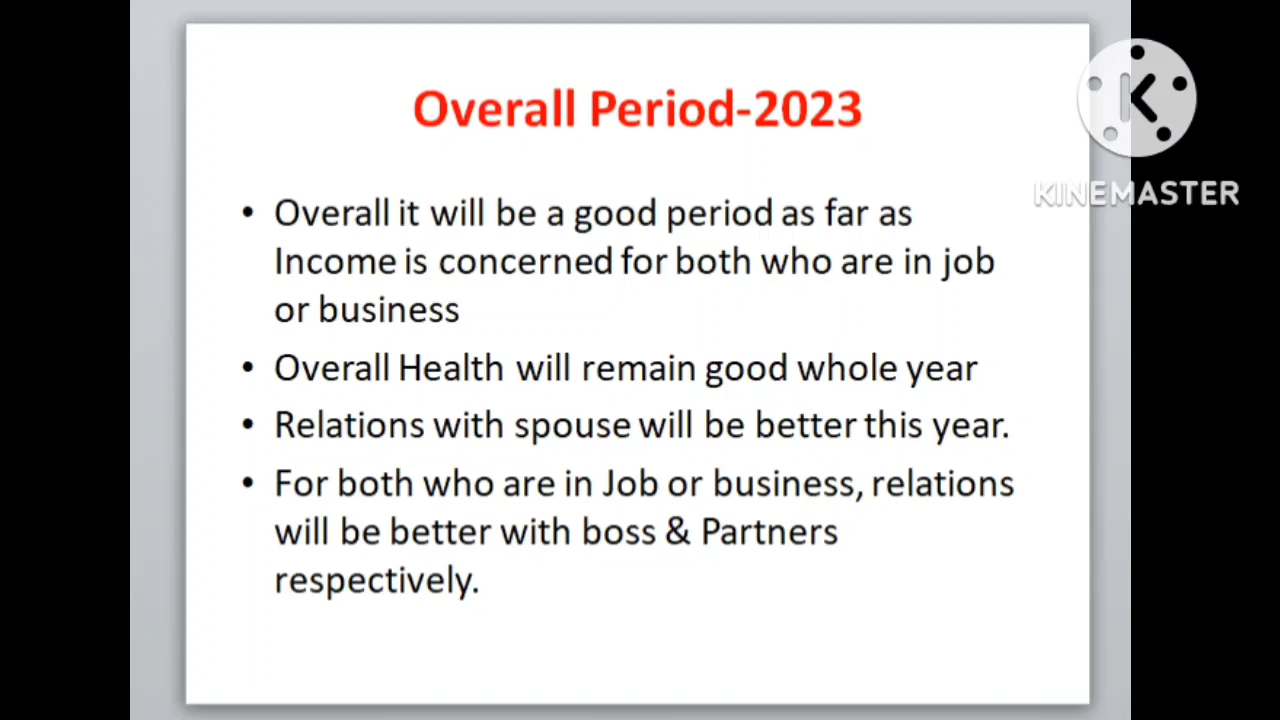 Overall Period-2023
• Overall it will be a good period as far as
Income is concerned for both who are in job
or business
• Overall Health will remain good whole year
• Relations with spouse will be better this year.
• For both who are in Job or business, relations
will be better with boss & Partners
respectively.
K
KINEMASTER